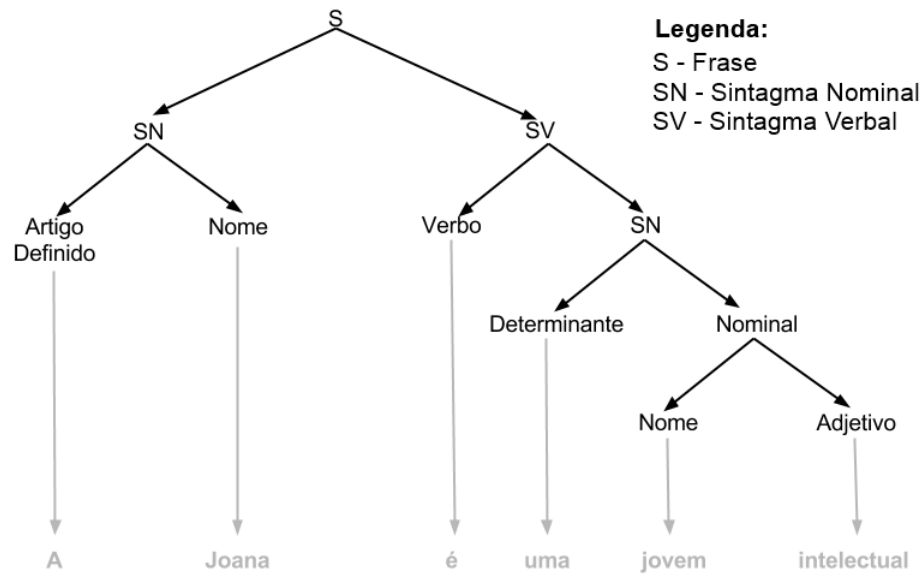 S
Legenda:
S - Frase
SN - Sintagma Nominal
SV - Sintagma Verbal
SN
SV
Artigo
Definido
Nome
Verbo
SN
Determinante
Nominal
Nome
Adjetivo
A
Joana
é
uma
jovem
intelectual